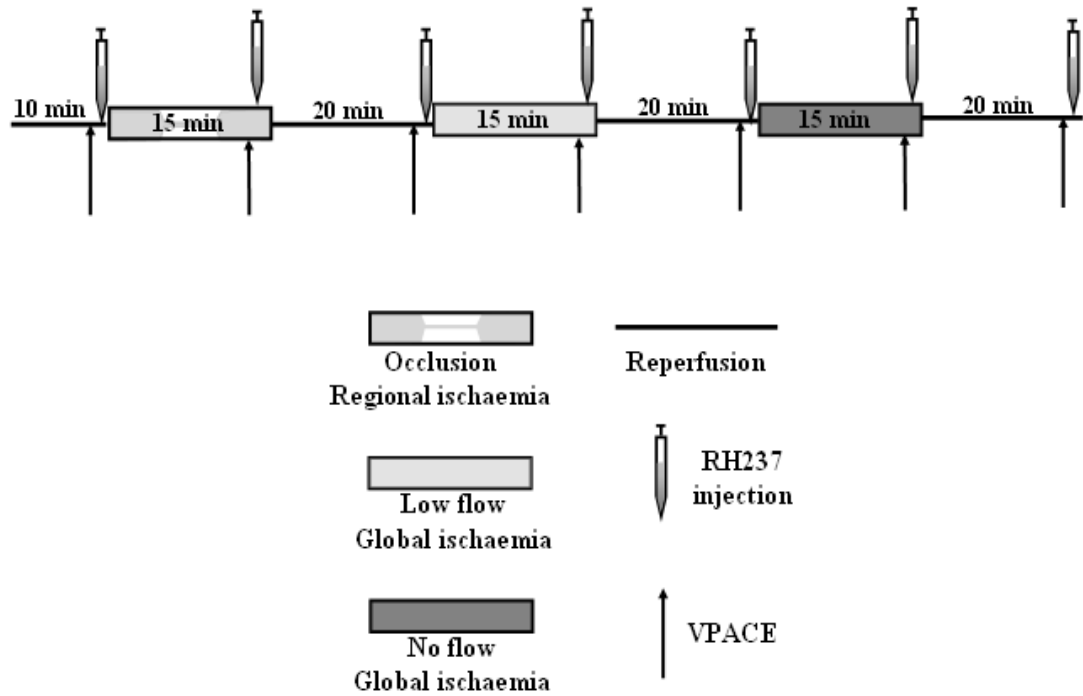 10 min
15 min
20 min
15 min
20 min
15 min
20 min
Occlusion
Regional ischaemia
Reperfusion
Low flow
Global ischaemia
RH237
injection
No flow
Global ischaemia
VPACE